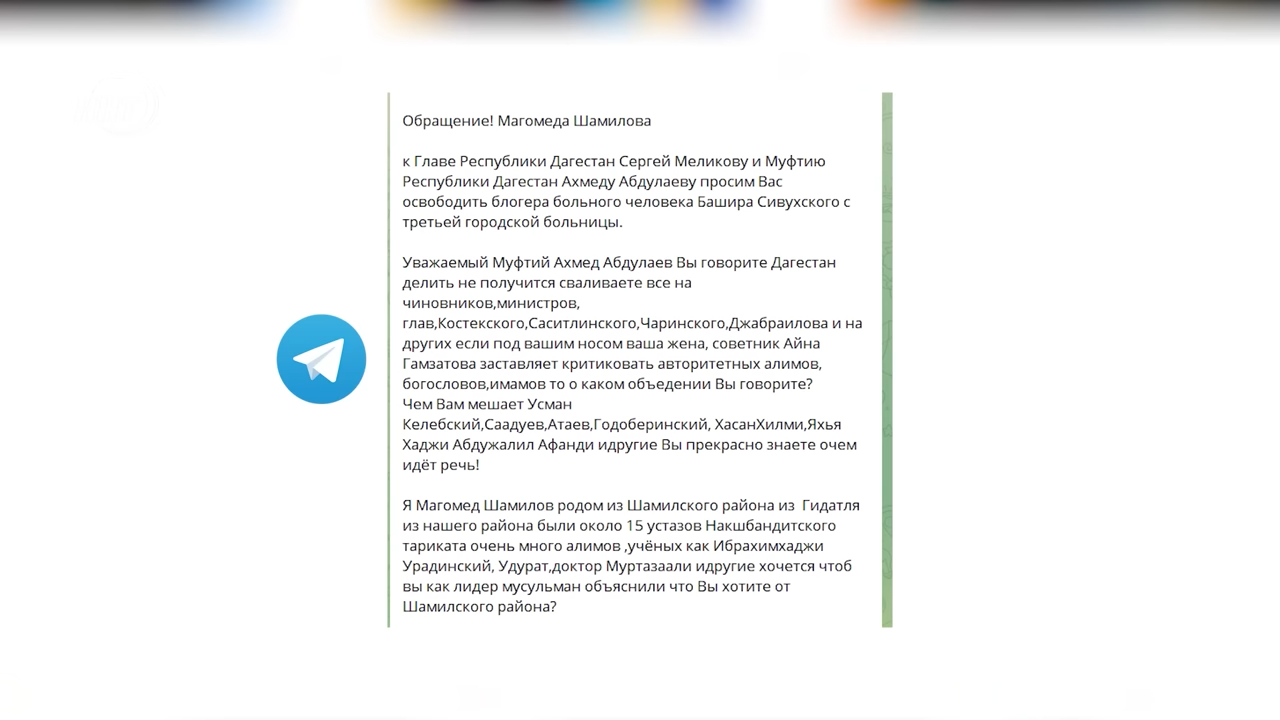 Обращение! Магомеда Шамилова
к Главе Республики Дагестан Сергей Меликову и Муфтию
Республики Дагестан Ахмеду Абдулаеву просим Вас
освободить блогера больного человека Башира Сивухского с
третьей городской больницы.
Уважаемый Муфтий Ахмед Абдулаев Вы говорите Дагестан
делить не получится сваливаете все на
чиновников,министров,
глав,Костекского,Саситлинского,Чаринского,Джабраилова и на
других если под вашим носом ваша жена, советник Айна
Гамзатова заставляет критиковать авторитетных алимов,
богословов,имамов то о каком объедении Вы говорите?
Чем Вам мешает Усман
Келебский,Саадуев,Атаев,Годоберинский, ХасанХилми,Яхья
Хаджи Абдужалил Афанди идругие Вы прекрасно знаете очем
идёт речь!
Я Магомед Шамилов родом из Шамилского района из  Гидатля
из нашего района были около 15 устазов Накшбандитского
тариката очень много алимов ,учёных как Ибрахимхаджи
Урадинский, Удурат,доктор Муртазаали идругие хочется чтоб
вы как лидер мусульман объяснили что Вы хотите от
Шамилского района?